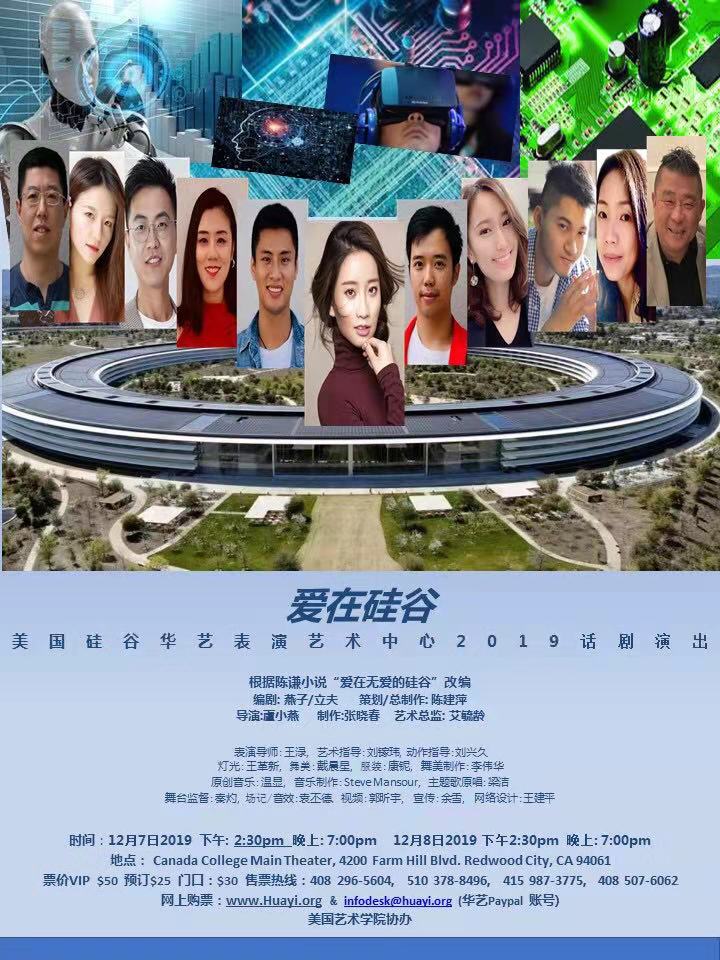 爱在硅谷
美国硅谷华艺表演艺术中心2019话剧演出
根据陈谦小说“爱在无爱的硅谷”改编
编剧: 燕子/立夫 策划/总制作: 陈建萍
导演:盧小燕 制作:张晓春 艺术总监: 艾毓龄
表演导师: 王渌, 艺术指导: 刘稼玮, 动作指导: 刘兴久
灯光: 王革新, 舞美: 戴晨星, 服装: 康铌, 舞美制作: 李伟华
原创音乐: 温显, 音乐制作: Steve Mansour, 主题歌原唱: 梁洁
舞台监督: 秦灼, 场记/音效: 袁丕德、视频: 郭昕宇, 宣传: 余雪, 网络设计: 王建平
时间：12月7日2019 下午: 2:30pm 晚上: 7:00pm 12月8日2019 下午2:30pm 晚上: 7:00pm
地点： Canada College Main Theater, 4200 Farm Hill Blvd. Redwood City, CA 94061
票价VIP $50 预订$25 门口：$30 售票热线：408 296-5604, 510 378-8496, 415 987-3775, 408 507-6062
网上购票：www.Huayi.org & infodesk@huayi.org (华艺Paypal 账号)
美国艺术学院协办